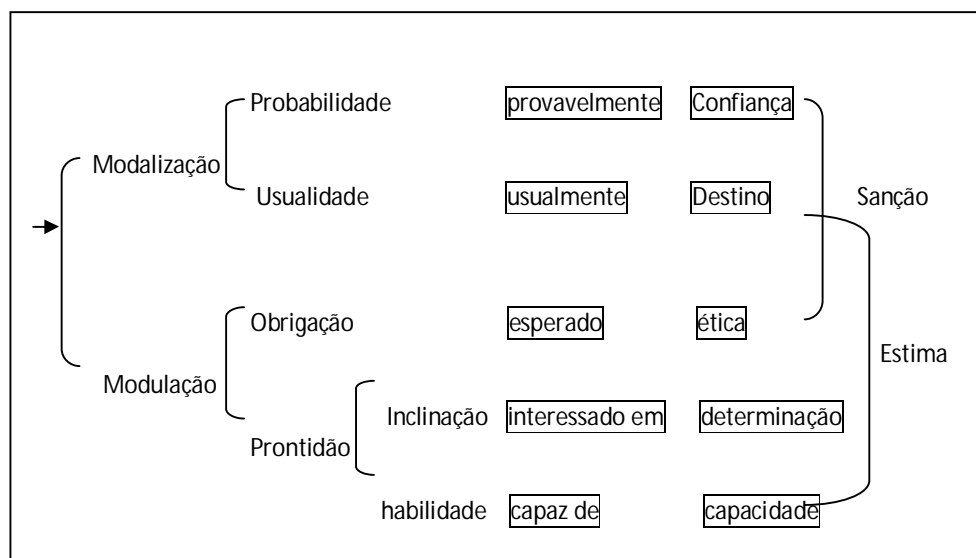 Probabilidade provavelmente Confiança
Modalização
Usualidade usualmente Destino Sanção
Obrigação esperado ética
Estima
Modulação
Inclinação interessado em determinação
Prontidão
habilidade capaz de capacidade